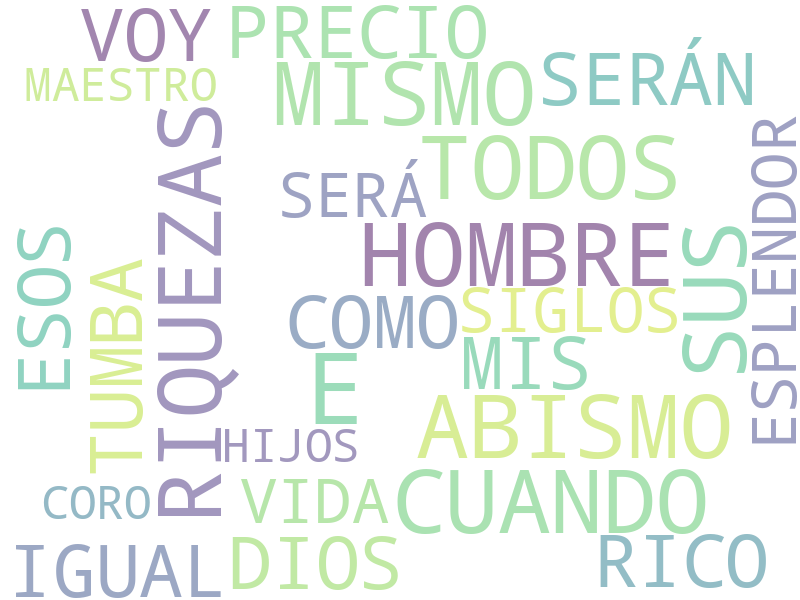 VOY
PRECIO
MAESTRO
MISMO
SERÁN
RIQUEZAS
TODOS
ESPLENDOR
SERÁ
HOMBRE
SUS
ESOS
TUMBA
COMO
SIGLOS
MIS
E
ABISMO
HIJOS
CORO
VIDA
CUANDO
IGUAL
DIOS
RICO